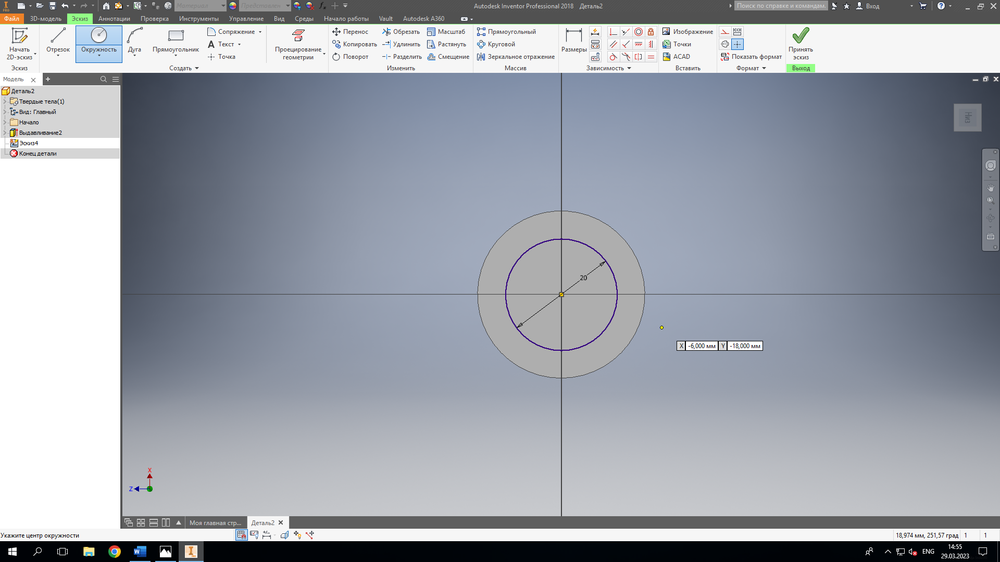 Материал
Представлен
Autodesk Inventor Professional 2018 Деталь2
Поиск по справке и командам.
Вход
PRO
Файл 3D-модель Эскиз Аннотации Проверка Инструменты Управление Вид Среды Начало работы Vault Autodesk A360
Начать
2D-эскиз
Эскиз
Отрезок
Окружность
Дуга
Прямоугольник
Сопряжение
Текст
Точка
Создать
Проецирование
геометрии
Перенос
Копировать
Поворот
Обрезать
Удлинить
Разделить
Масштаб
Растянуть
Смещение
Изменить
Прямоугольный
Круговой
Зеркальное отражение
Массив
Размеры
Зависимость
Изображение
Точки
ACAD
Вставить
Показать формат
Формат
Принять
эскиз
Выход
Модель
Деталь2
Твердые тела(1)
Вид: Главный
Начало
Выдавливание2
Эскиз4
Конец детали
20
X -6,000 мм Y -18,000 мм
X
Z
Моя главная стр...
Деталь2
Укажите центр окружности
18,974 мм, 251,57 град 1 1
ENG
14:55
29.03.2023